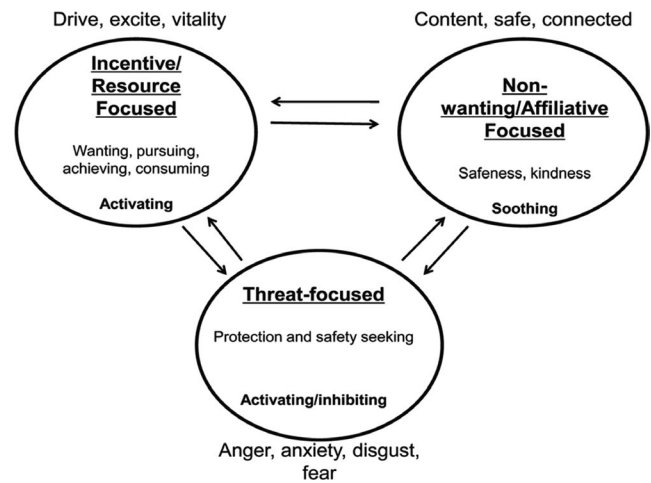 Drive, excite, vitality
Incentive/
Resource
Focused
Wanting, pursuing,
achieving, consuming
Activating
Content, safe, connected
Non-
wanting/Affiliative
Focused
Safeness, kindness
Soothing
Threat-focused
Protection and safety seeking
Activating/inhibiting
Anger, anxiety, disgust,
fear